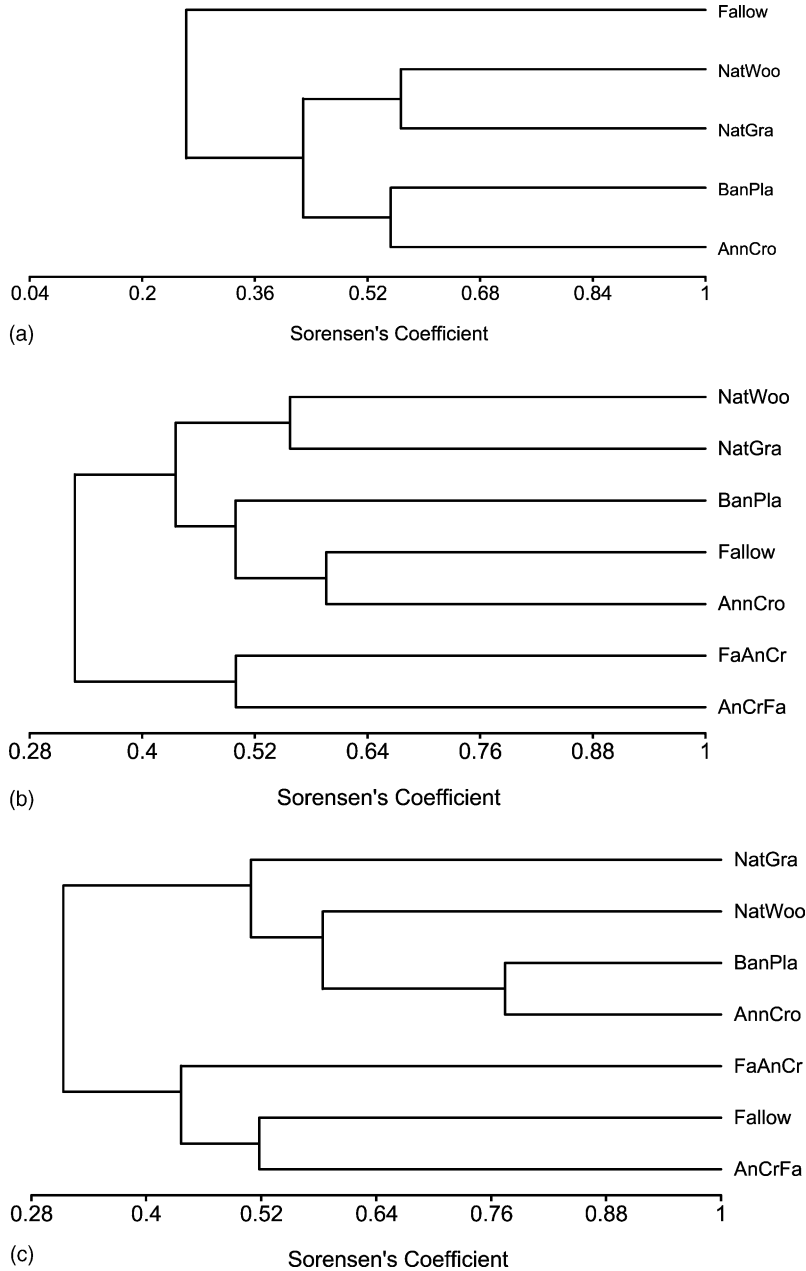 Fallow
NatWoo
NatGra
BanPla
AnnCro
0.04 0.2 0.36 0.52 0.68 0.84 1
(a) Sorensen's Coefficient
NatWoo
NatGra
BanPla
Fallow
AnnCro
FaAnCr
AnCrFa
0.28 0.4 0.52 0.64 0.76 0.88 1
(b) Sorensen's Coefficient
NatGra
NatWoo
BanPla
AnnCro
FaAnCr
Fallow
AnCrFa
0.28 0.4 0.52 0.64 0.76 0.88 1
(c) Sorensen's Coefficient